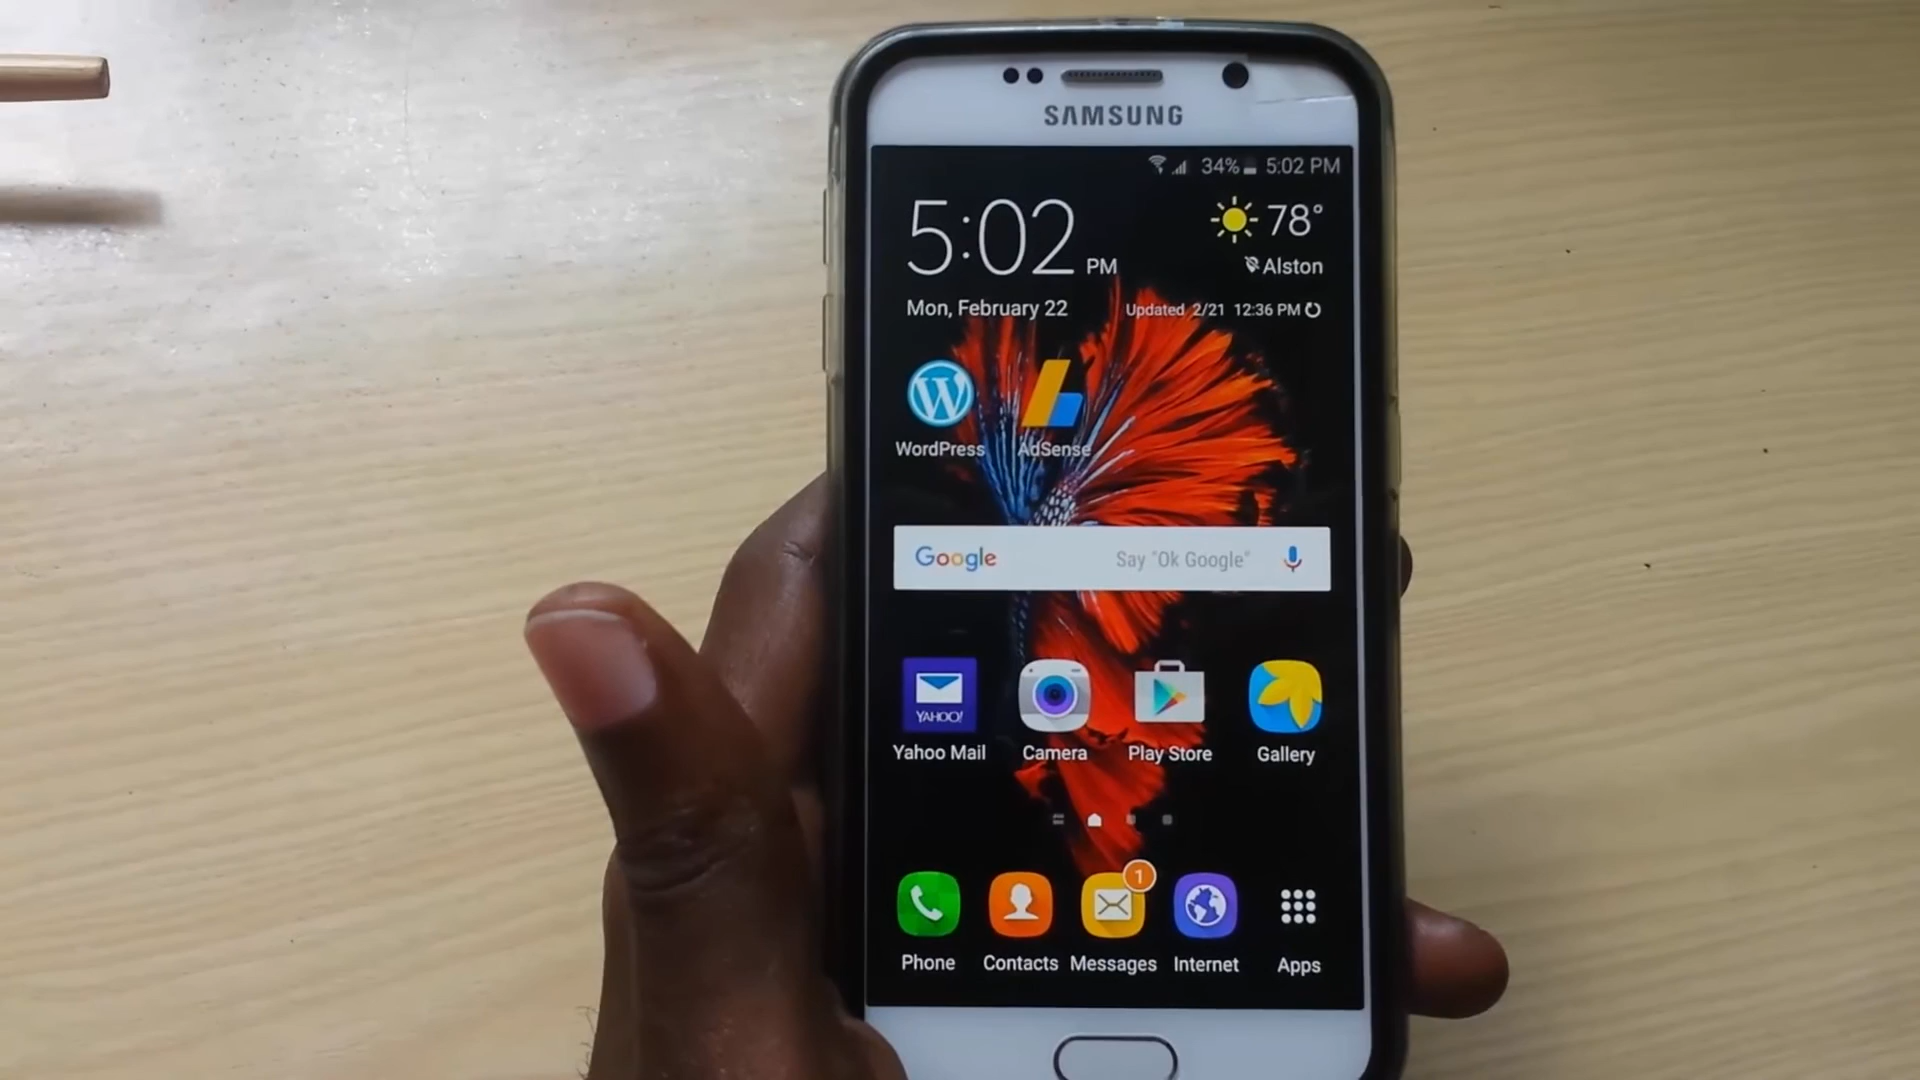 SAMSUNG
34% 5:02 PM
5:02 PM
78°
Alston
Mon, February 22
Updated 2/21 12:36 PM
WordPress
AdSense
Google
Say "Ok Google"
YAHOO!
Yahoo Mail
Camera
Play Store
Gallery
1
Phone
Contacts
Messages
Internet
Apps